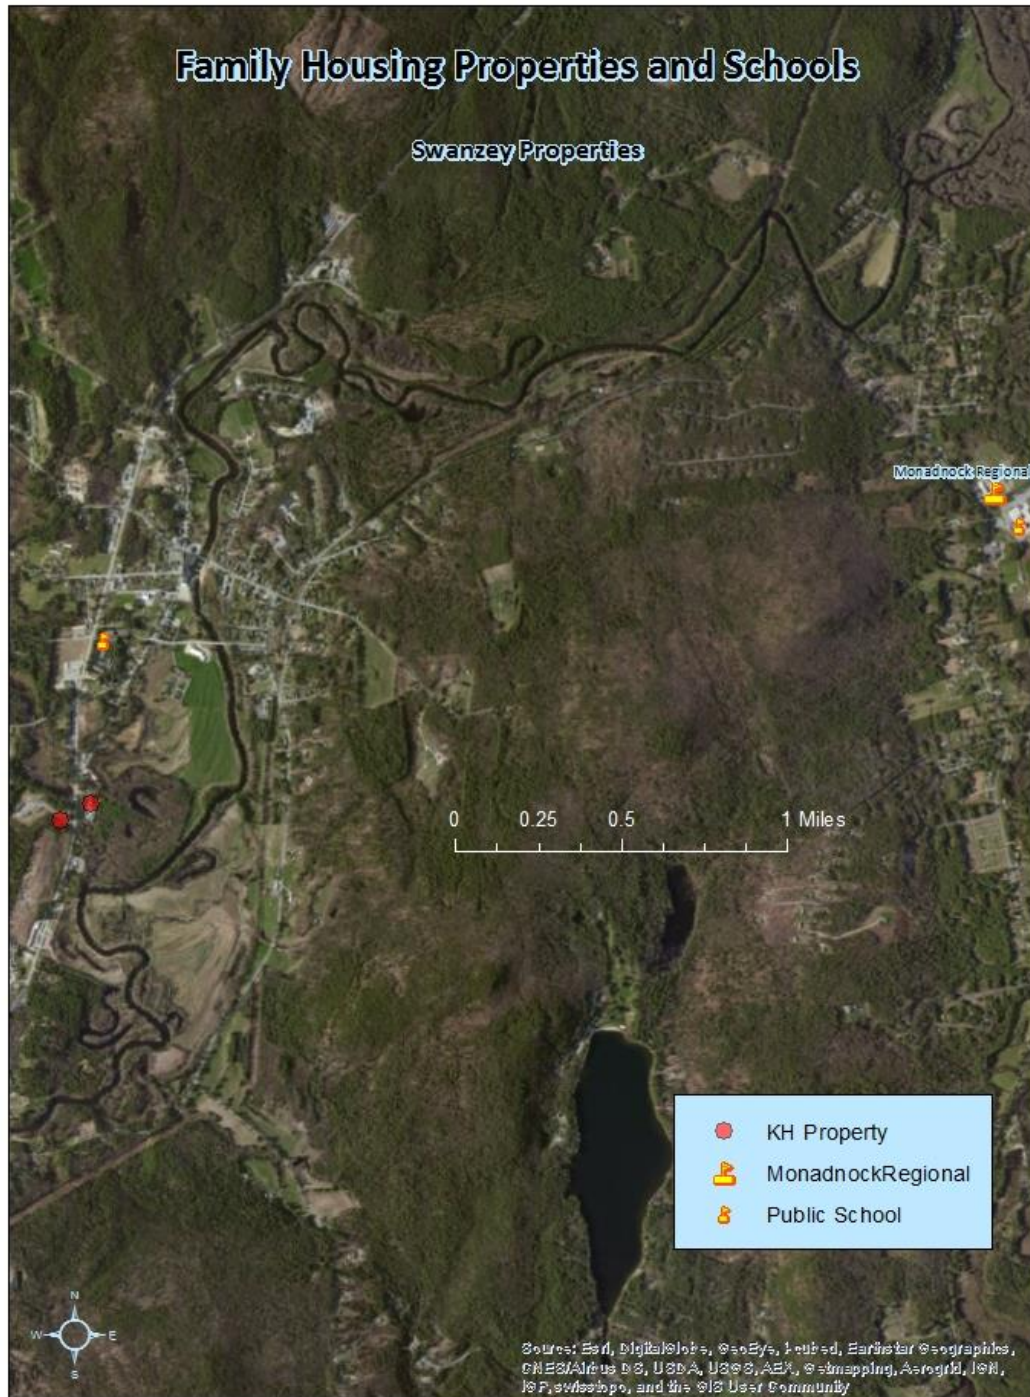 Family Housing Properties and Schools
Swanzey Properties
Monadnock Regional
0 0.25 0.5 1 Miles
KH Property
MonadnockRegional
Public School
N
W E
S
Source: Esri, DigitalGlobe, GeoEye, i-cubed, Earthstar Geographics,
CNES/Airbus DS, USDA, USGS, AEX, Getmapping, Aerogrid, IGN,
IGP, swisstopo, and the GIS User Community